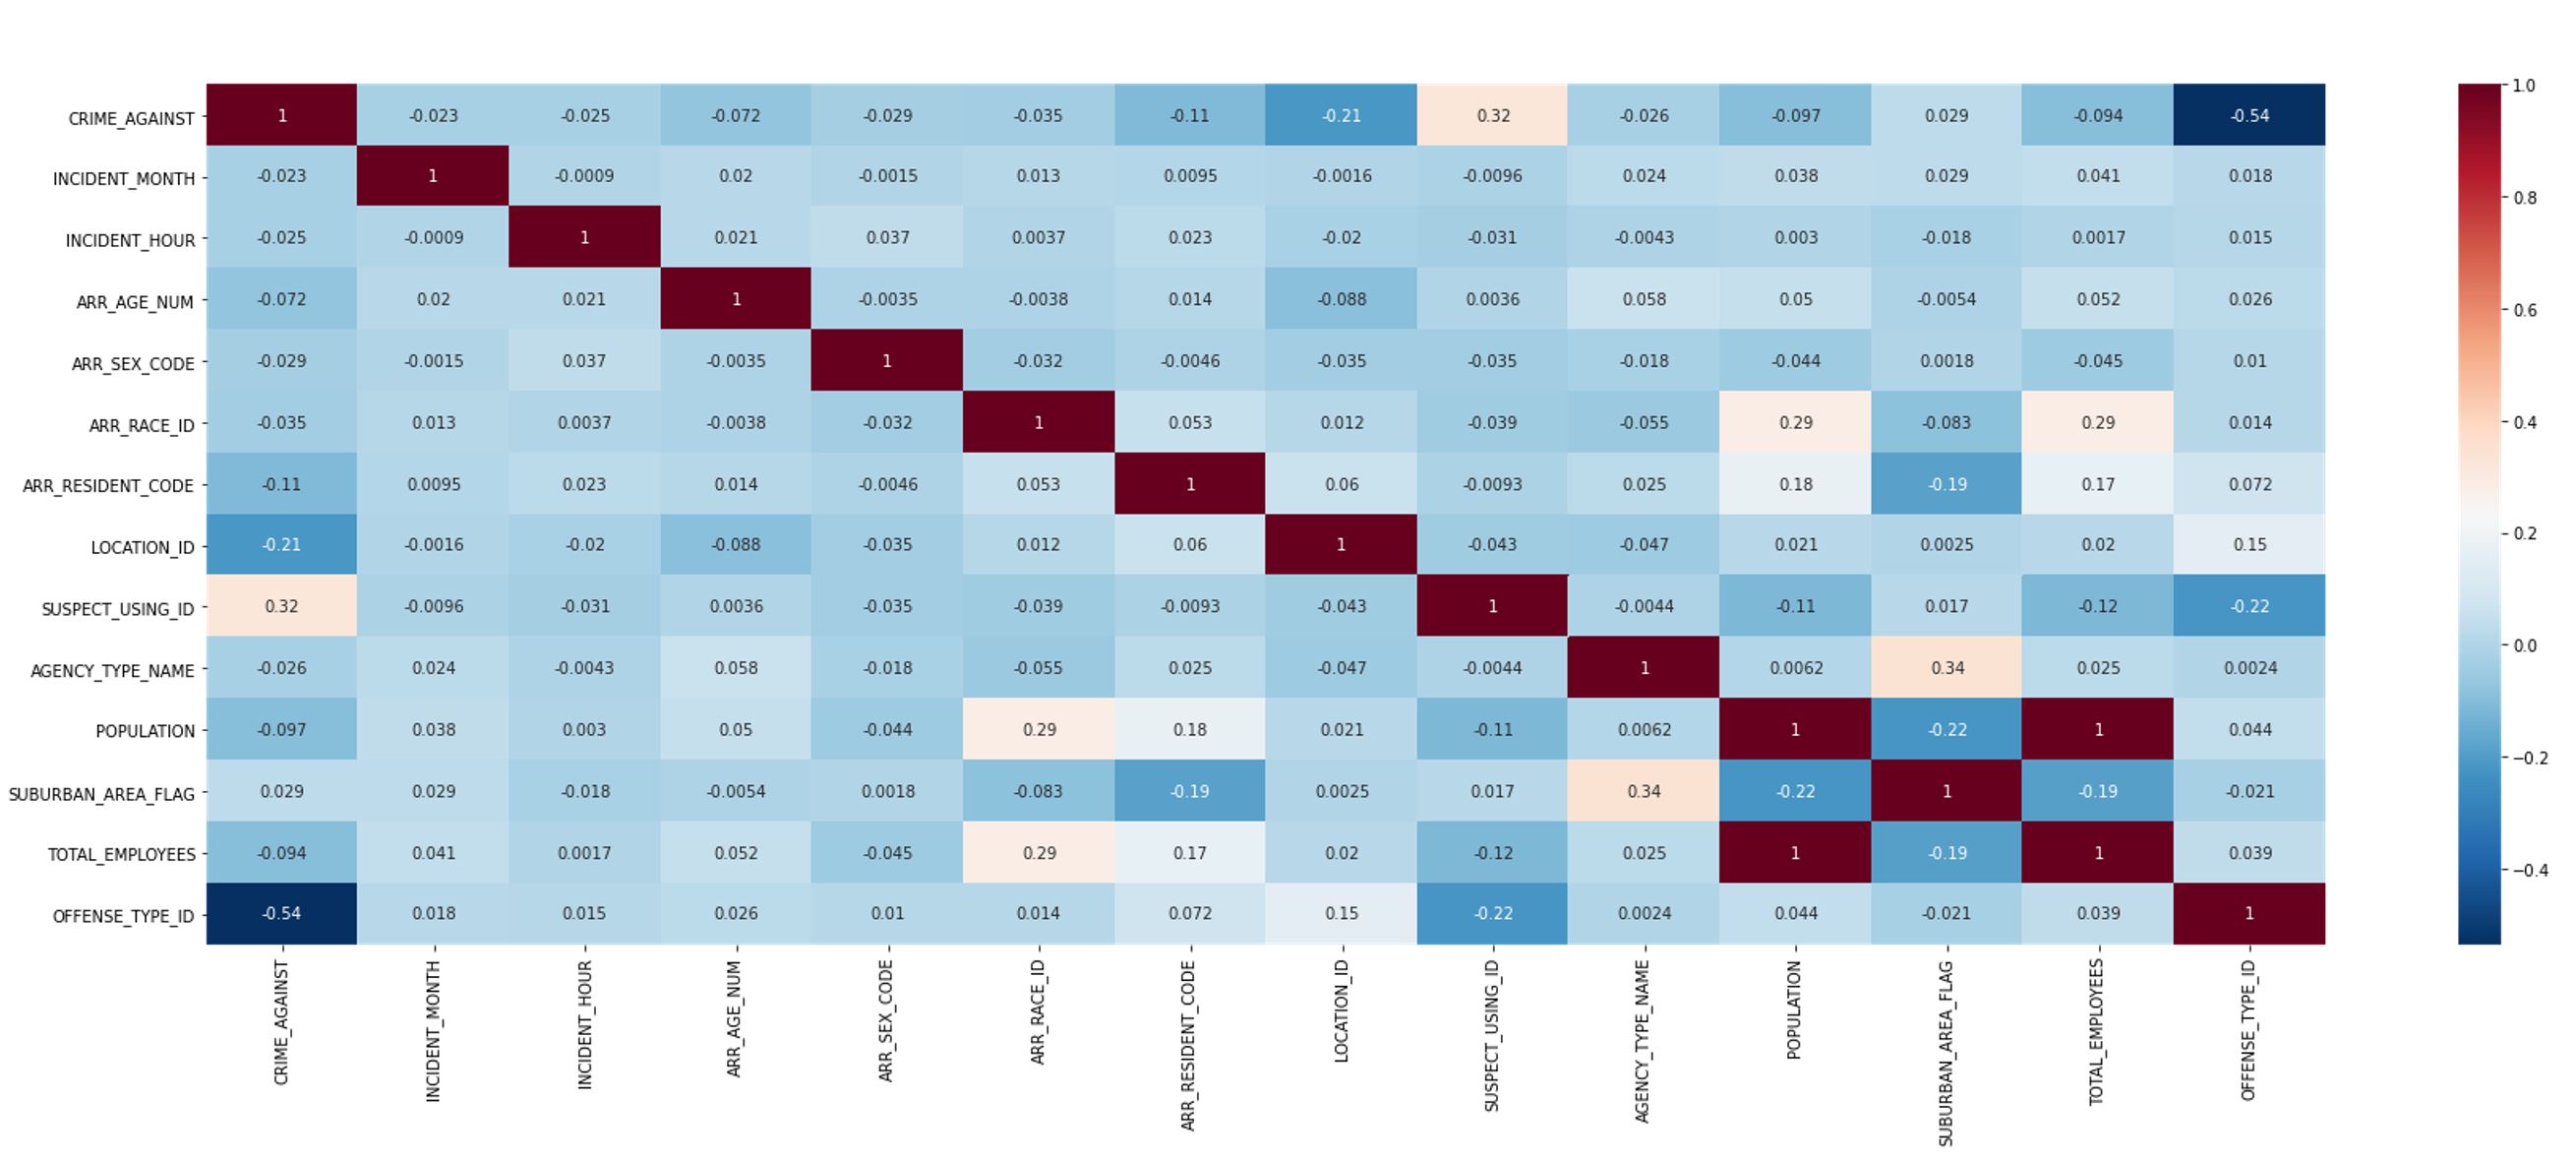 CRIME_AGAINST 1 -0.023 -0.025 -0.072 -0.029 -0.035 -0.11 -0.21 0.32 -0.026 -0.097 0.029 -0.094 -0.54
INCIDENT_MONTH -0.023 1 -0.0009 0.02 -0.0015 0.013 0.0095 -0.0016 -0.0096 0.024 0.038 0.029 0.041 0.018
INCIDENT_HOUR -0.025 -0.0009 1 0.021 0.037 0.0037 0.023 -0.02 -0.031 -0.0043 0.003 -0.018 0.0017 0.015
ARR_AGE_NUM -0.072 0.02 0.021 1 -0.0035 -0.0038 0.014 -0.088 0.0036 0.058 0.05 -0.0054 0.052 0.026
ARR_SEX_CODE -0.029 -0.0015 0.037 -0.0035 1 -0.032 -0.0046 -0.035 -0.035 -0.018 -0.044 0.0018 -0.045 0.01
ARR_RACE_ID -0.035 0.013 0.0037 -0.0038 -0.032 1 0.053 0.012 -0.039 -0.055 0.29 -0.083 0.29 0.014
ARR_RESIDENT_CODE -0.11 0.0095 0.023 0.014 -0.0046 0.053 1 0.06 -0.0093 0.025 0.18 -0.19 0.17 0.072
LOCATION_ID -0.21 -0.0016 -0.02 -0.088 -0.035 0.012 0.06 1 -0.043 -0.047 0.021 0.0025 0.02 0.15
SUSPECT_USING_ID 0.32 -0.0096 -0.031 0.0036 -0.035 -0.039 -0.0093 -0.043 1 -0.0044 -0.11 0.017 -0.12 -0.22
AGENCY_TYPE_NAME -0.026 0.024 -0.0043 0.058 -0.018 -0.055 0.025 -0.047 -0.0044 1 0.0062 0.34 0.025 0.0024
POPULATION -0.097 0.038 0.003 0.05 -0.044 0.29 0.18 0.021 -0.11 0.0062 1 -0.22 1 0.044
SUBURBAN_AREA_FLAG 0.029 0.029 -0.018 -0.0054 0.0018 -0.083 -0.19 0.0025 0.017 0.34 -0.22 1 -0.19 -0.021
TOTAL_EMPLOYEES -0.094 0.041 0.0017 0.052 -0.045 0.29 0.17 0.02 -0.12 0.025 1 -0.19 1 0.039
OFFENSE_TYPE_ID -0.54 0.018 0.015 0.026 0.01 0.014 0.072 0.15 -0.22 0.0024 0.044 -0.021 0.039 1
CRIME_AGAINST
INCIDENT_MONTH
INCIDENT_HOUR
ARR_AGE_NUM
ARR_SEX_CODE
ARR_RACE_ID
ARR_RESIDENT_CODE
LOCATION_ID
SUSPECT_USING_ID
AGENCY_TYPE_NAME
POPULATION
SUBURBAN_AREA_FLAG
TOTAL_EMPLOYEES
OFFENSE_TYPE_ID
1.0
0.8
0.6
0.4
0.2
0.0
−0.2
−0.4